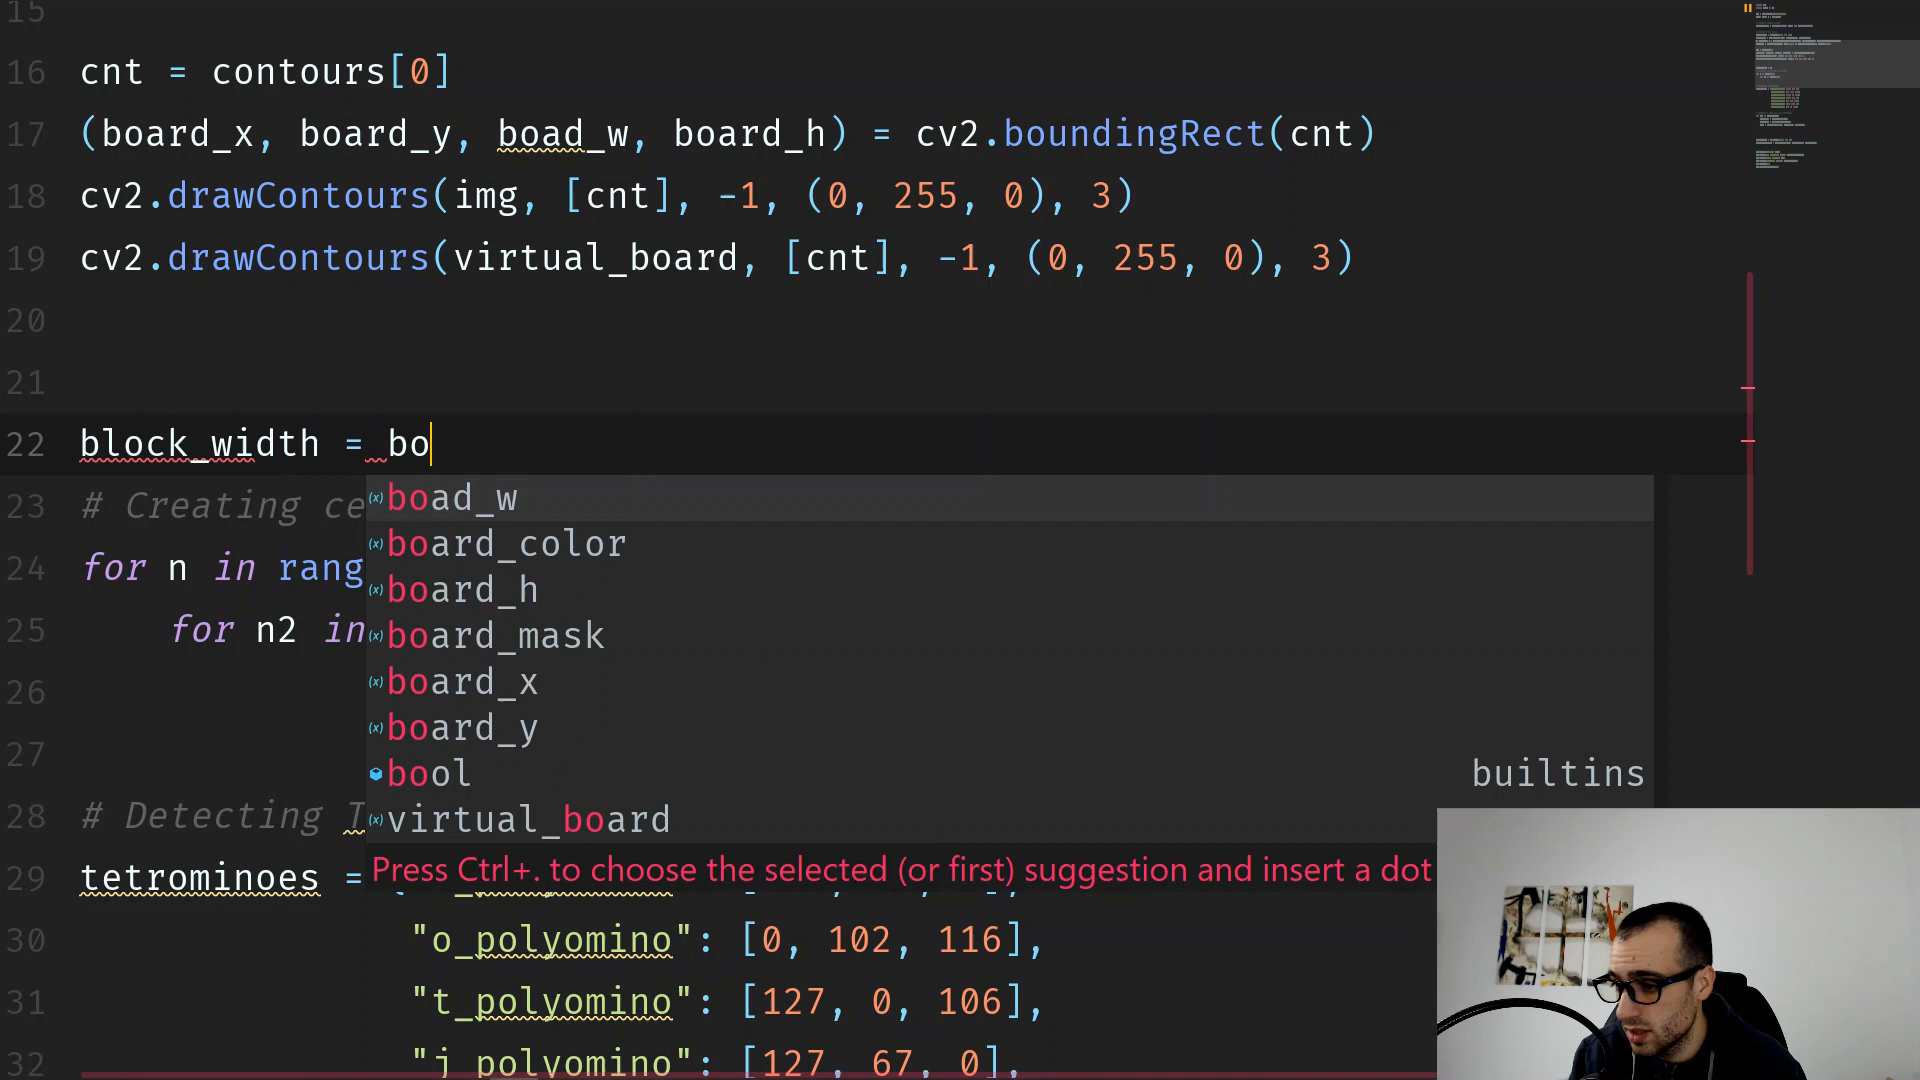 15
16 cnt = contours[0]
17 (board_x, board_y, boad_w, board_h) = cv2.boundingRect(cnt)
18 cv2.drawContours(img, [cnt], -1, (0, 255, 0), 3)
19 cv2.drawContours(virtual_board, [cnt], -1, (0, 255, 0), 3)
20
21
22 block_width = bo
boad_w
23 # Creating ce
board_color
24 for n in rang
board_h
25 for n2 in
board_mask
26
board_x
27
board_y
bool builtins
28 # Detecting T
virtual_board
29 tetrominoes =
Press Ctrl+. to choose the selected (or first) suggestion and insert a dot
30 "o_polyomino": [0, 102, 116],
31 "t_polyomino": [127, 0, 106],
32 "j_polyomino": [127, 67, 0],